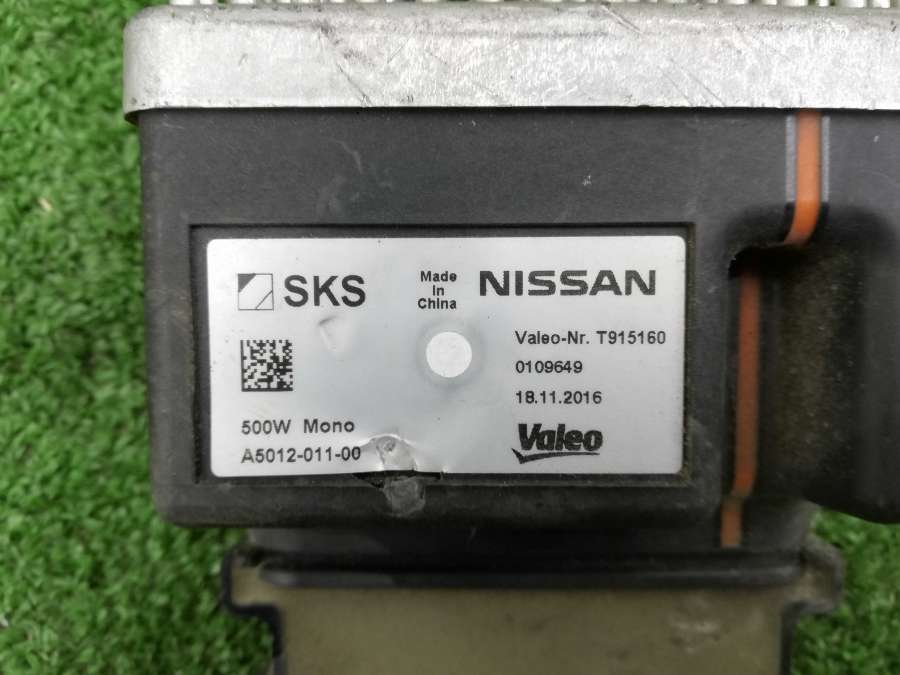 SKS
Made
in
China
NISSAN
Valeo-Nr. T915160
0109649
18.11.2016
500W Mono
A5012-011-00
Valeo